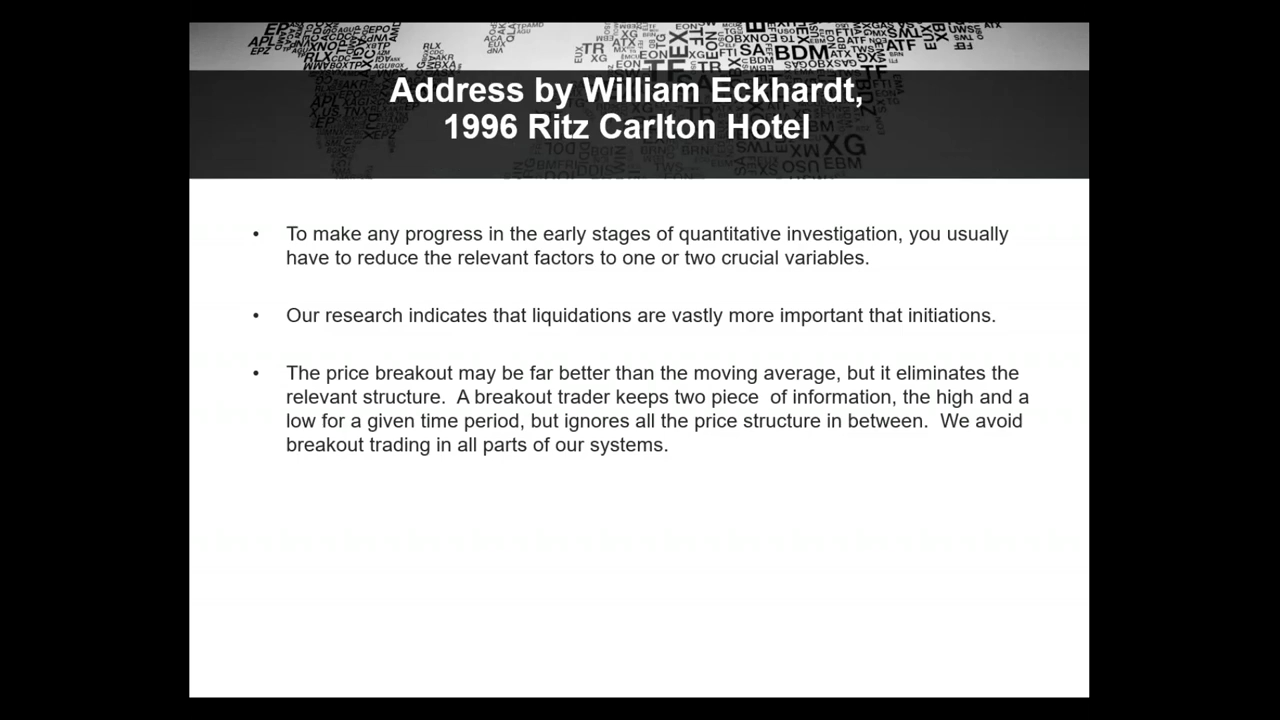 Address by William Eckhardt,
1996 Ritz Carlton Hotel
• To make any progress in the early stages of quantitative investigation, you usually
have to reduce the relevant factors to one or two crucial variables.
• Our research indicates that liquidations are vastly more important that initiations.
• The price breakout may be far better than the moving average, but it eliminates the
relevant structure.  A breakout trader keeps two piece  of information, the high and a
low for a given time period, but ignores all the price structure in between.  We avoid
breakout trading in all parts of our systems.